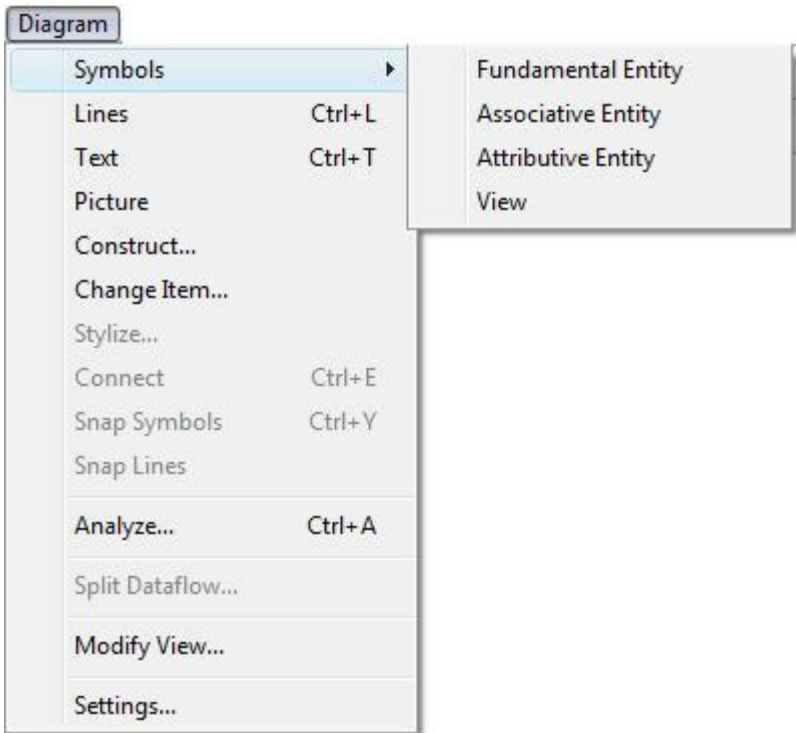 Diagram
Symbols
Fundamental Entity
Lines Ctrl+L
Associative Entity
Text Ctrl+T
Attributive Entity
Picture
View
Construct...
Change Item...
Stylize...
Connect Ctrl+E
Snap Symbols Ctrl+Y
Snap Lines
Analyze... Ctrl+A
Split Dataflow...
Modify View...
Settings...